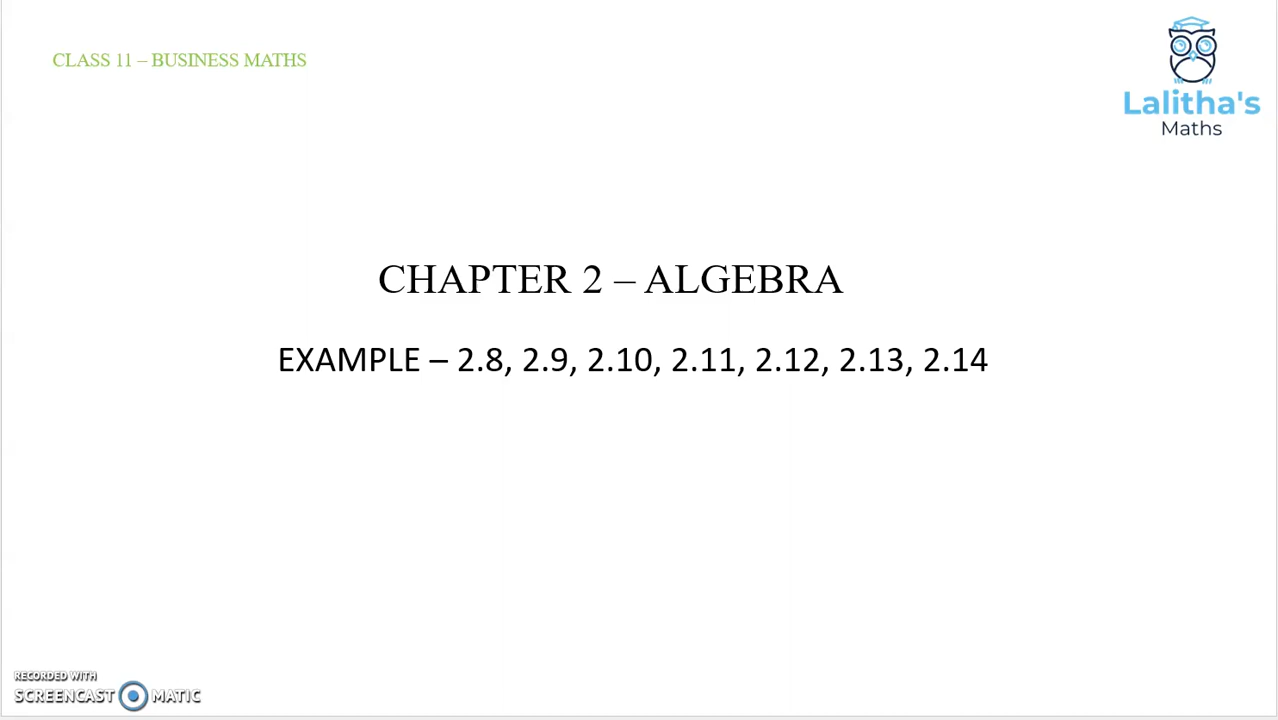 CLASS 11 – BUSINESS MATHS
Lalitha's
Maths
CHAPTER 2 – ALGEBRA
EXAMPLE – 2.8, 2.9, 2.10, 2.11, 2.12, 2.13, 2.14
RECORDED WITH
SCREENCAST MATIC